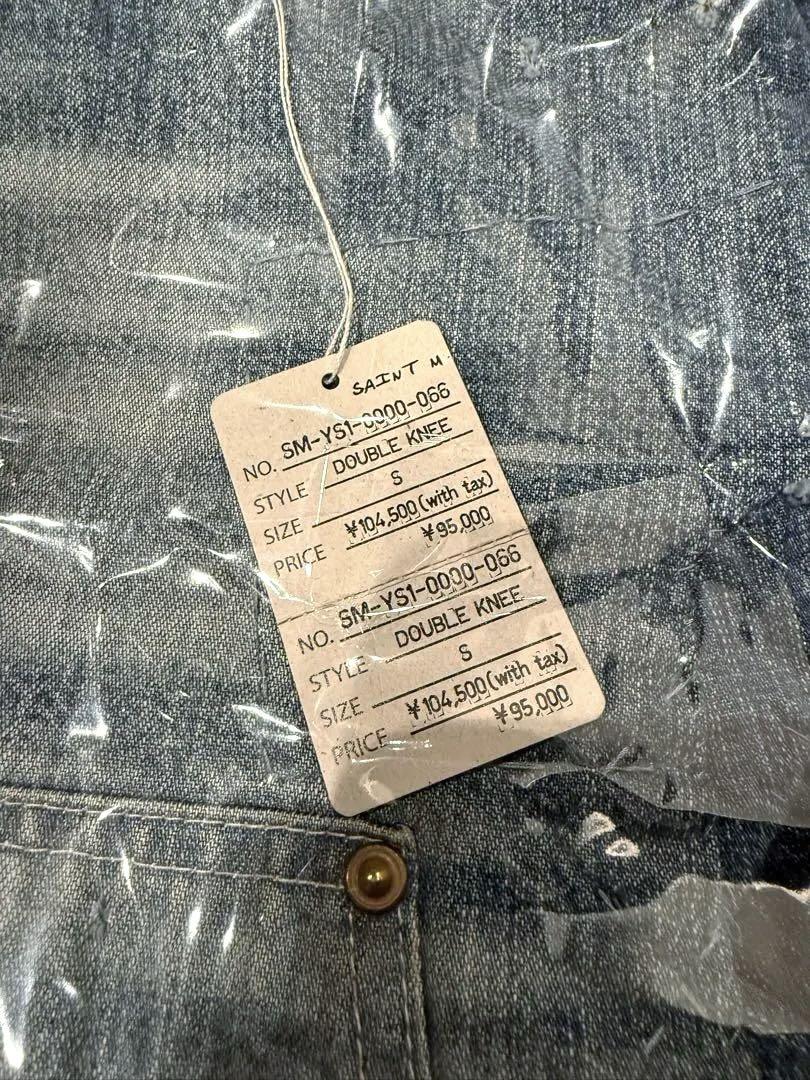 SAINT M
NO. SM-YS1-0000-066
STYLE DOUBLE KNEE
SIZE S
PRICE ¥104,500(with tax)
¥95,000
NO. SM-YS1-0000-066
STYLE DOUBLE KNEE
SIZE S
PRICE ¥104,500(with tax)
¥95,000